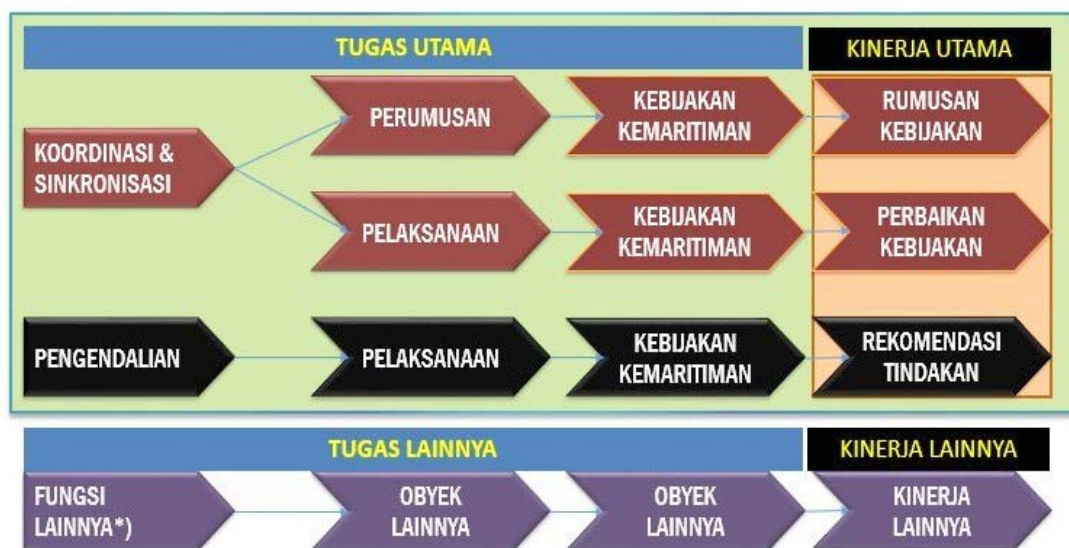 TUGAS UTAMA
KINERJA UTAMA
KOORDINASI &
SINKRONISASI
PERUMUSAN
KEBIJAKAN
KEMARITIMAN
RUMUSAN
KEBIJAKAN
PELAKSANAAN
KEBIJAKAN
KEMARITIMAN
PERBAIKAN
KEBIJAKAN
PENGENDALIAN
PELAKSANAAN
KEBIJAKAN
KEMARITIMAN
REKOMENDASI
TINDAKAN
TUGAS LAINNYA
KINERJA LAINNYA
FUNGSI
LAINNYA*)
OBYEK
LAINNYA
OBYEK
LAINNYA
KINERJA
LAINNYA